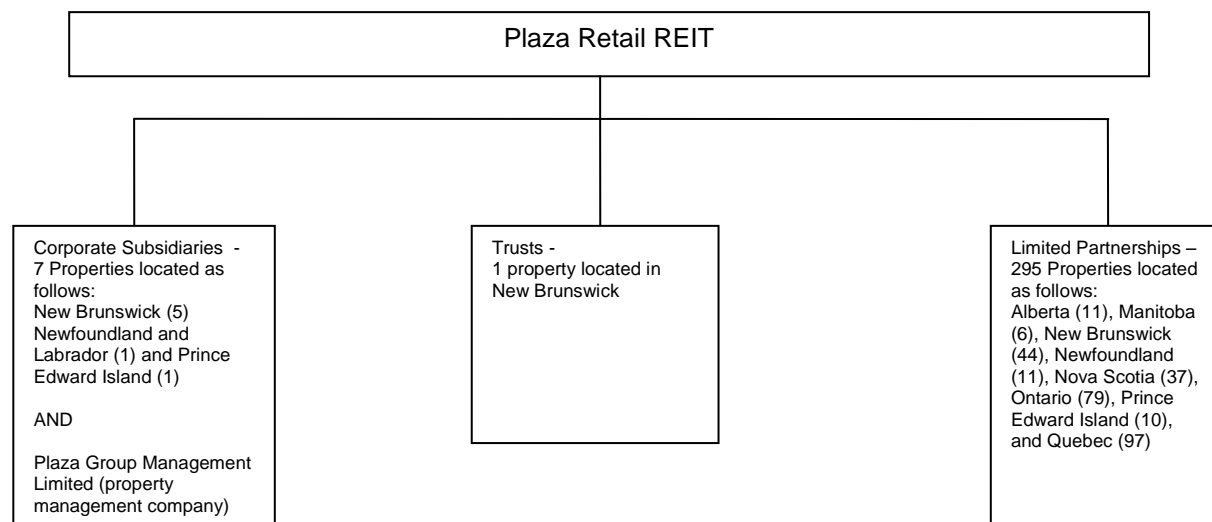 Plaza Retail REIT
Corporate Subsidiaries -
7 Properties located as
follows:
New Brunswick (5)
Newfoundland and
Labrador (1) and Prince
Edward Island (1)
AND
Plaza Group Management
Limited (property
management company)
Trusts -
1 property located in
New Brunswick
Limited Partnerships –
295 Properties located
as follows:
Alberta (11), Manitoba
(6), New Brunswick
(44), Newfoundland
(11), Nova Scotia (37),
Ontario (79), Prince
Edward Island (10),
and Quebec (97)